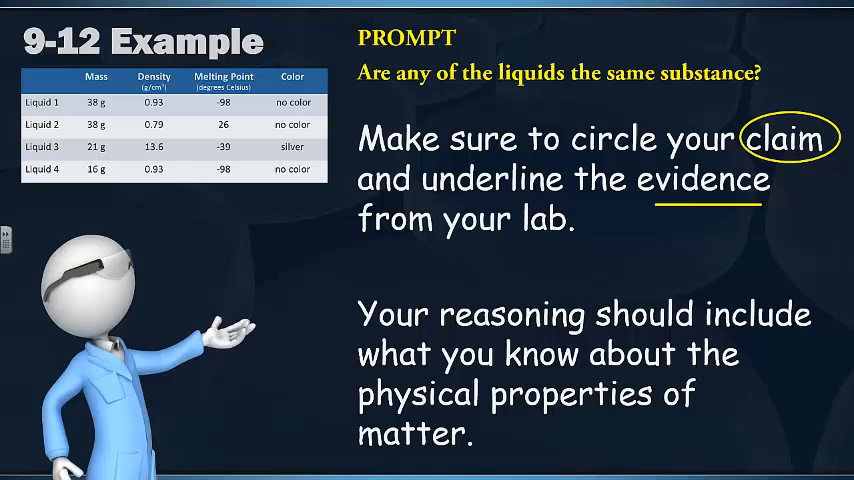 9-12 Example
Mass Density Melting Point Color
(g/cm³) (degrees Celsius)
Liquid 1 38 g 0.93 -98 no color
Liquid 2 38 g 0.79 26 no color
Liquid 3 21 g 13.6 -39 silver
Liquid 4 16 g 0.93 -98 no color
PROMPT
Are any of the liquids the same substance?
Make sure to circle your claim
and underline the evidence
from your lab.
Your reasoning should include
what you know about the
physical properties of
matter.